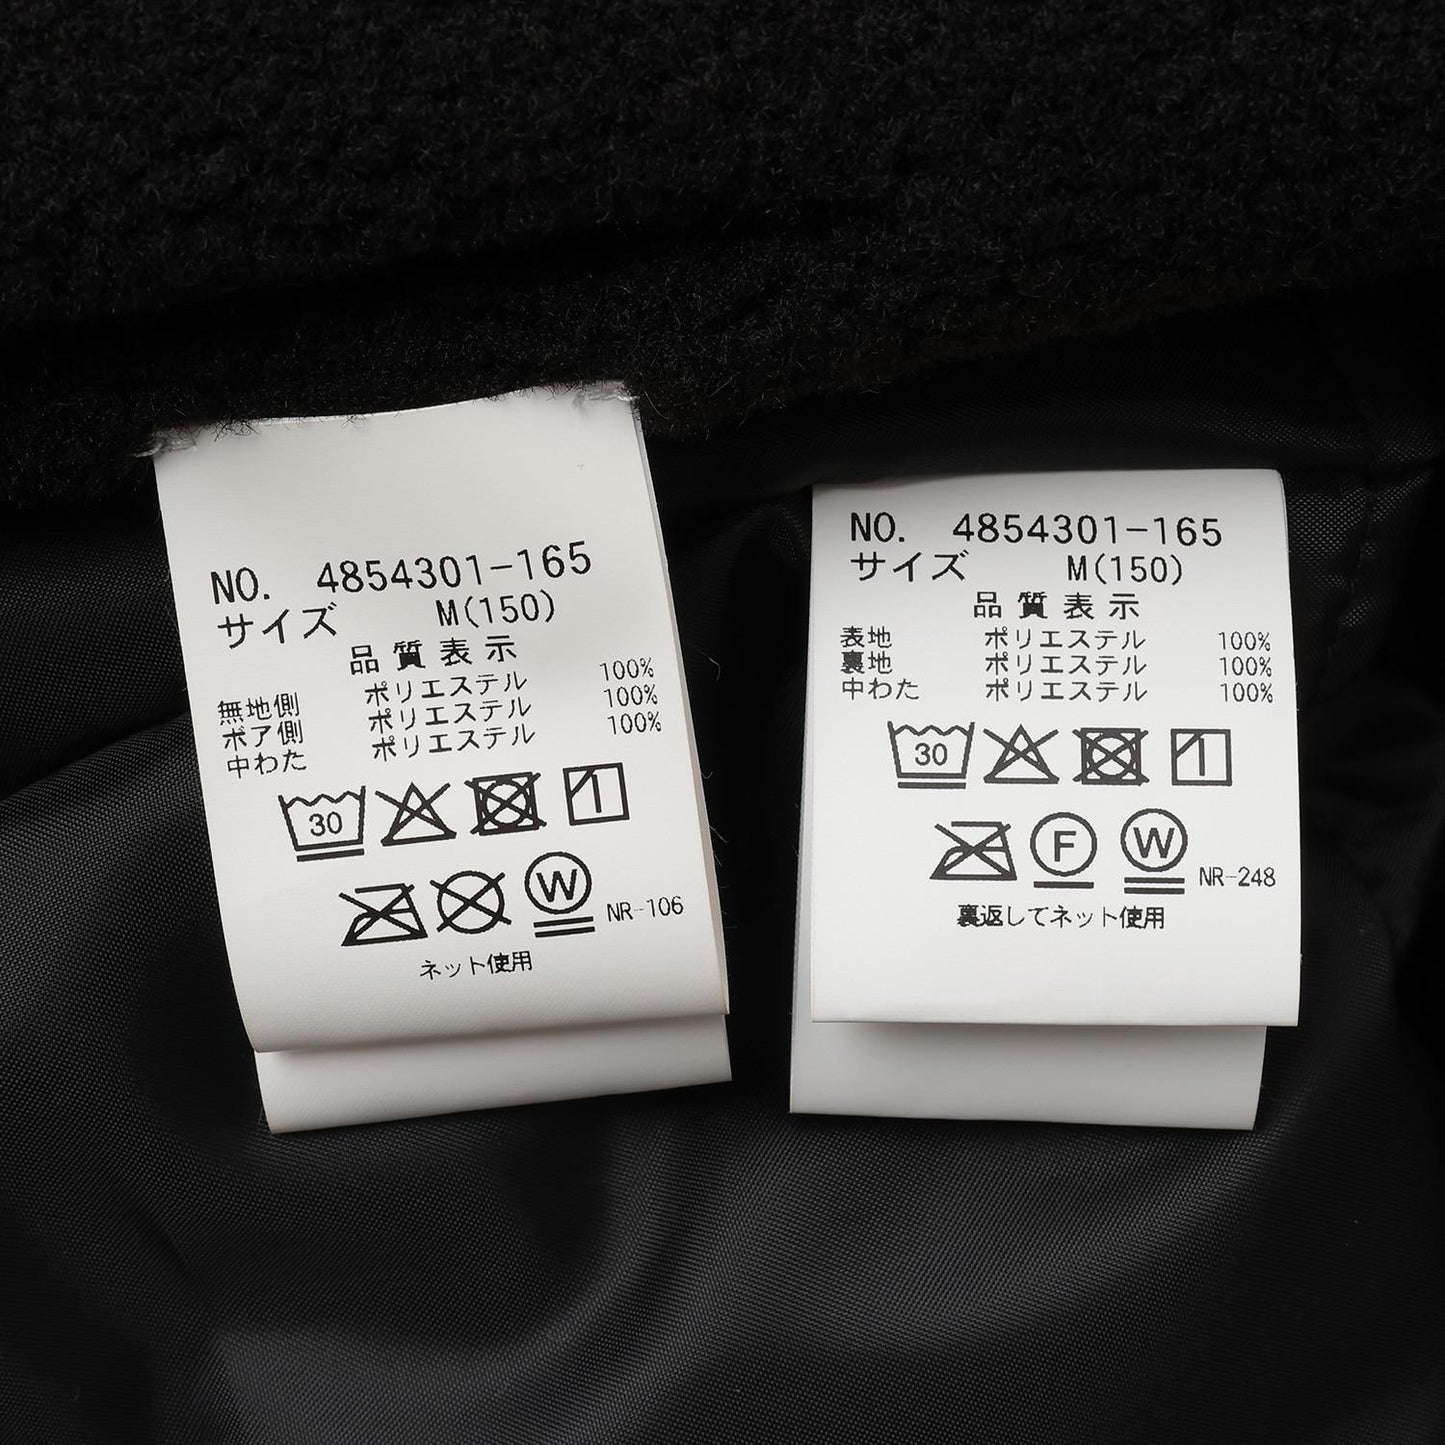 NO. 4854301-165
サイズ M(150)
品質表示
無地側 ポリエステル 100%
ボア側 ポリエステル 100%
中わた ポリエステル 100%
30
W
NR-106
ネット使用
NO. 4854301-165
サイズ M(150)
品質表示
表地 ポリエステル 100%
裏地 ポリエステル 100%
中わた ポリエステル 100%
30
F W
NR-248
裏返してネット使用